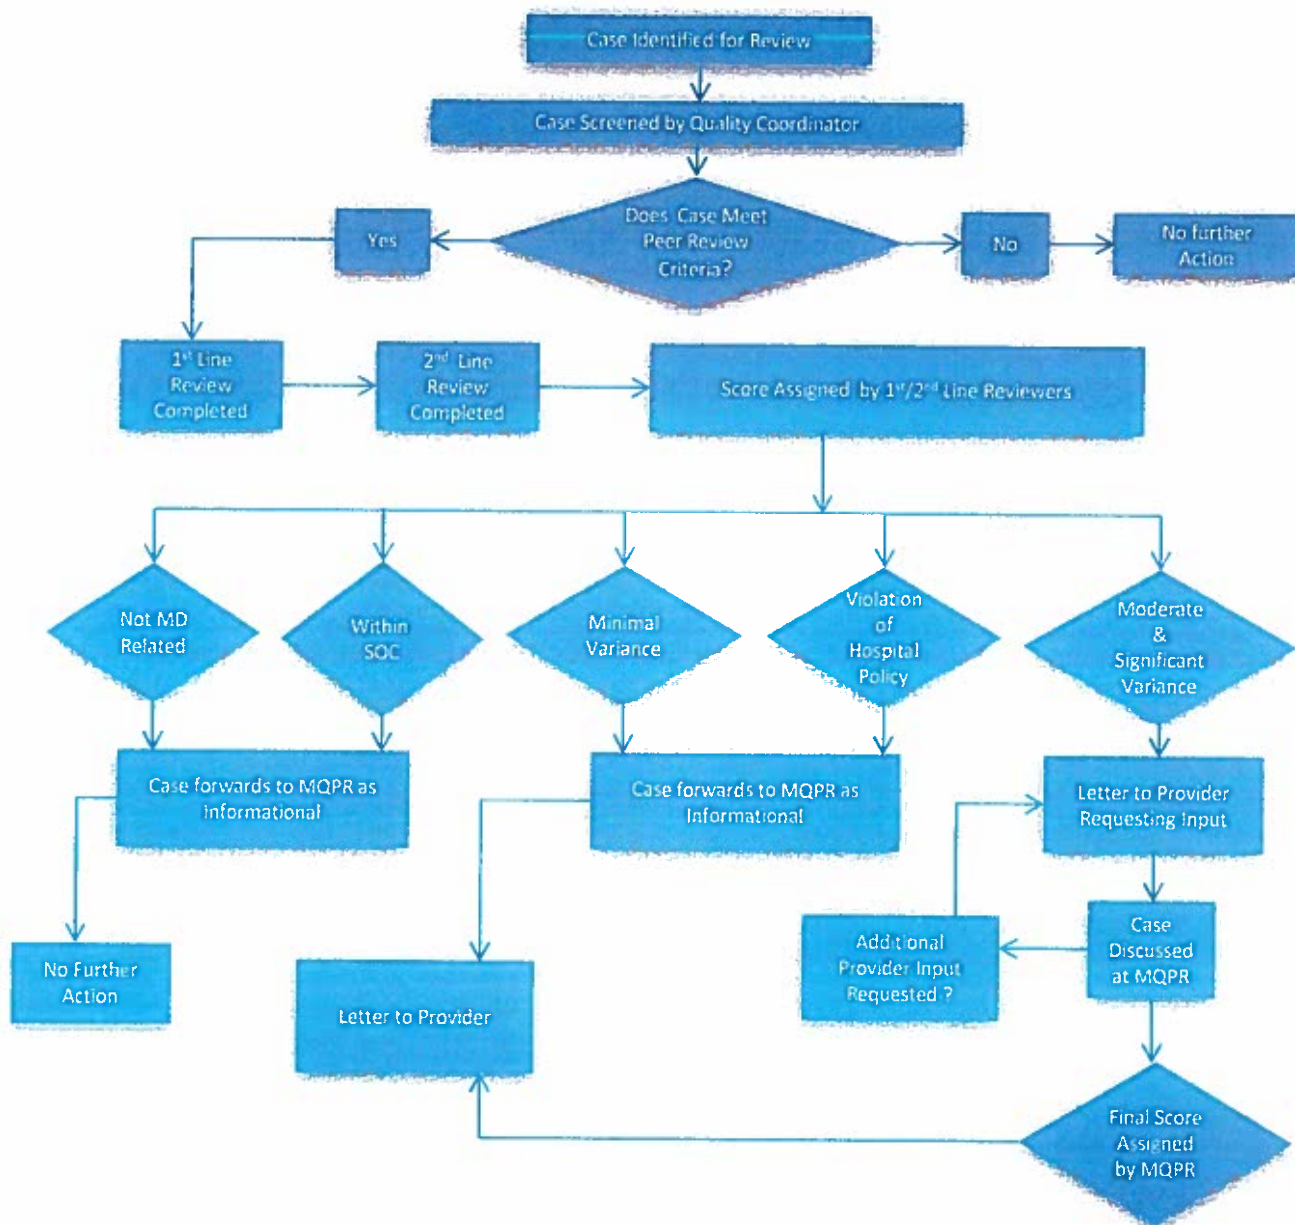 Case Identified for Review
Case Screened by Quality Coordinator
Does Case Meet
Peer Review
Criteria?
Yes
No
No further
Action
1st Line
Review
Completed
2nd Line
Review
Completed
Score Assigned by 1st/2nd Line Reviewers
Not MD
Related
Within
SOC
Minimal
Variance
Violation
of
Hospital
Policy
Moderate
&
Significant
Variance
Case forwards to MQPR as
Informational
Case forwards to MQPR as
Informational
Letter to Provider
Requesting Input
No Further
Action
Letter to Provider
Additional
Provider Input
Requested ?
Case
Discussed
at MQPR
Final Score
Assigned
by MQPR